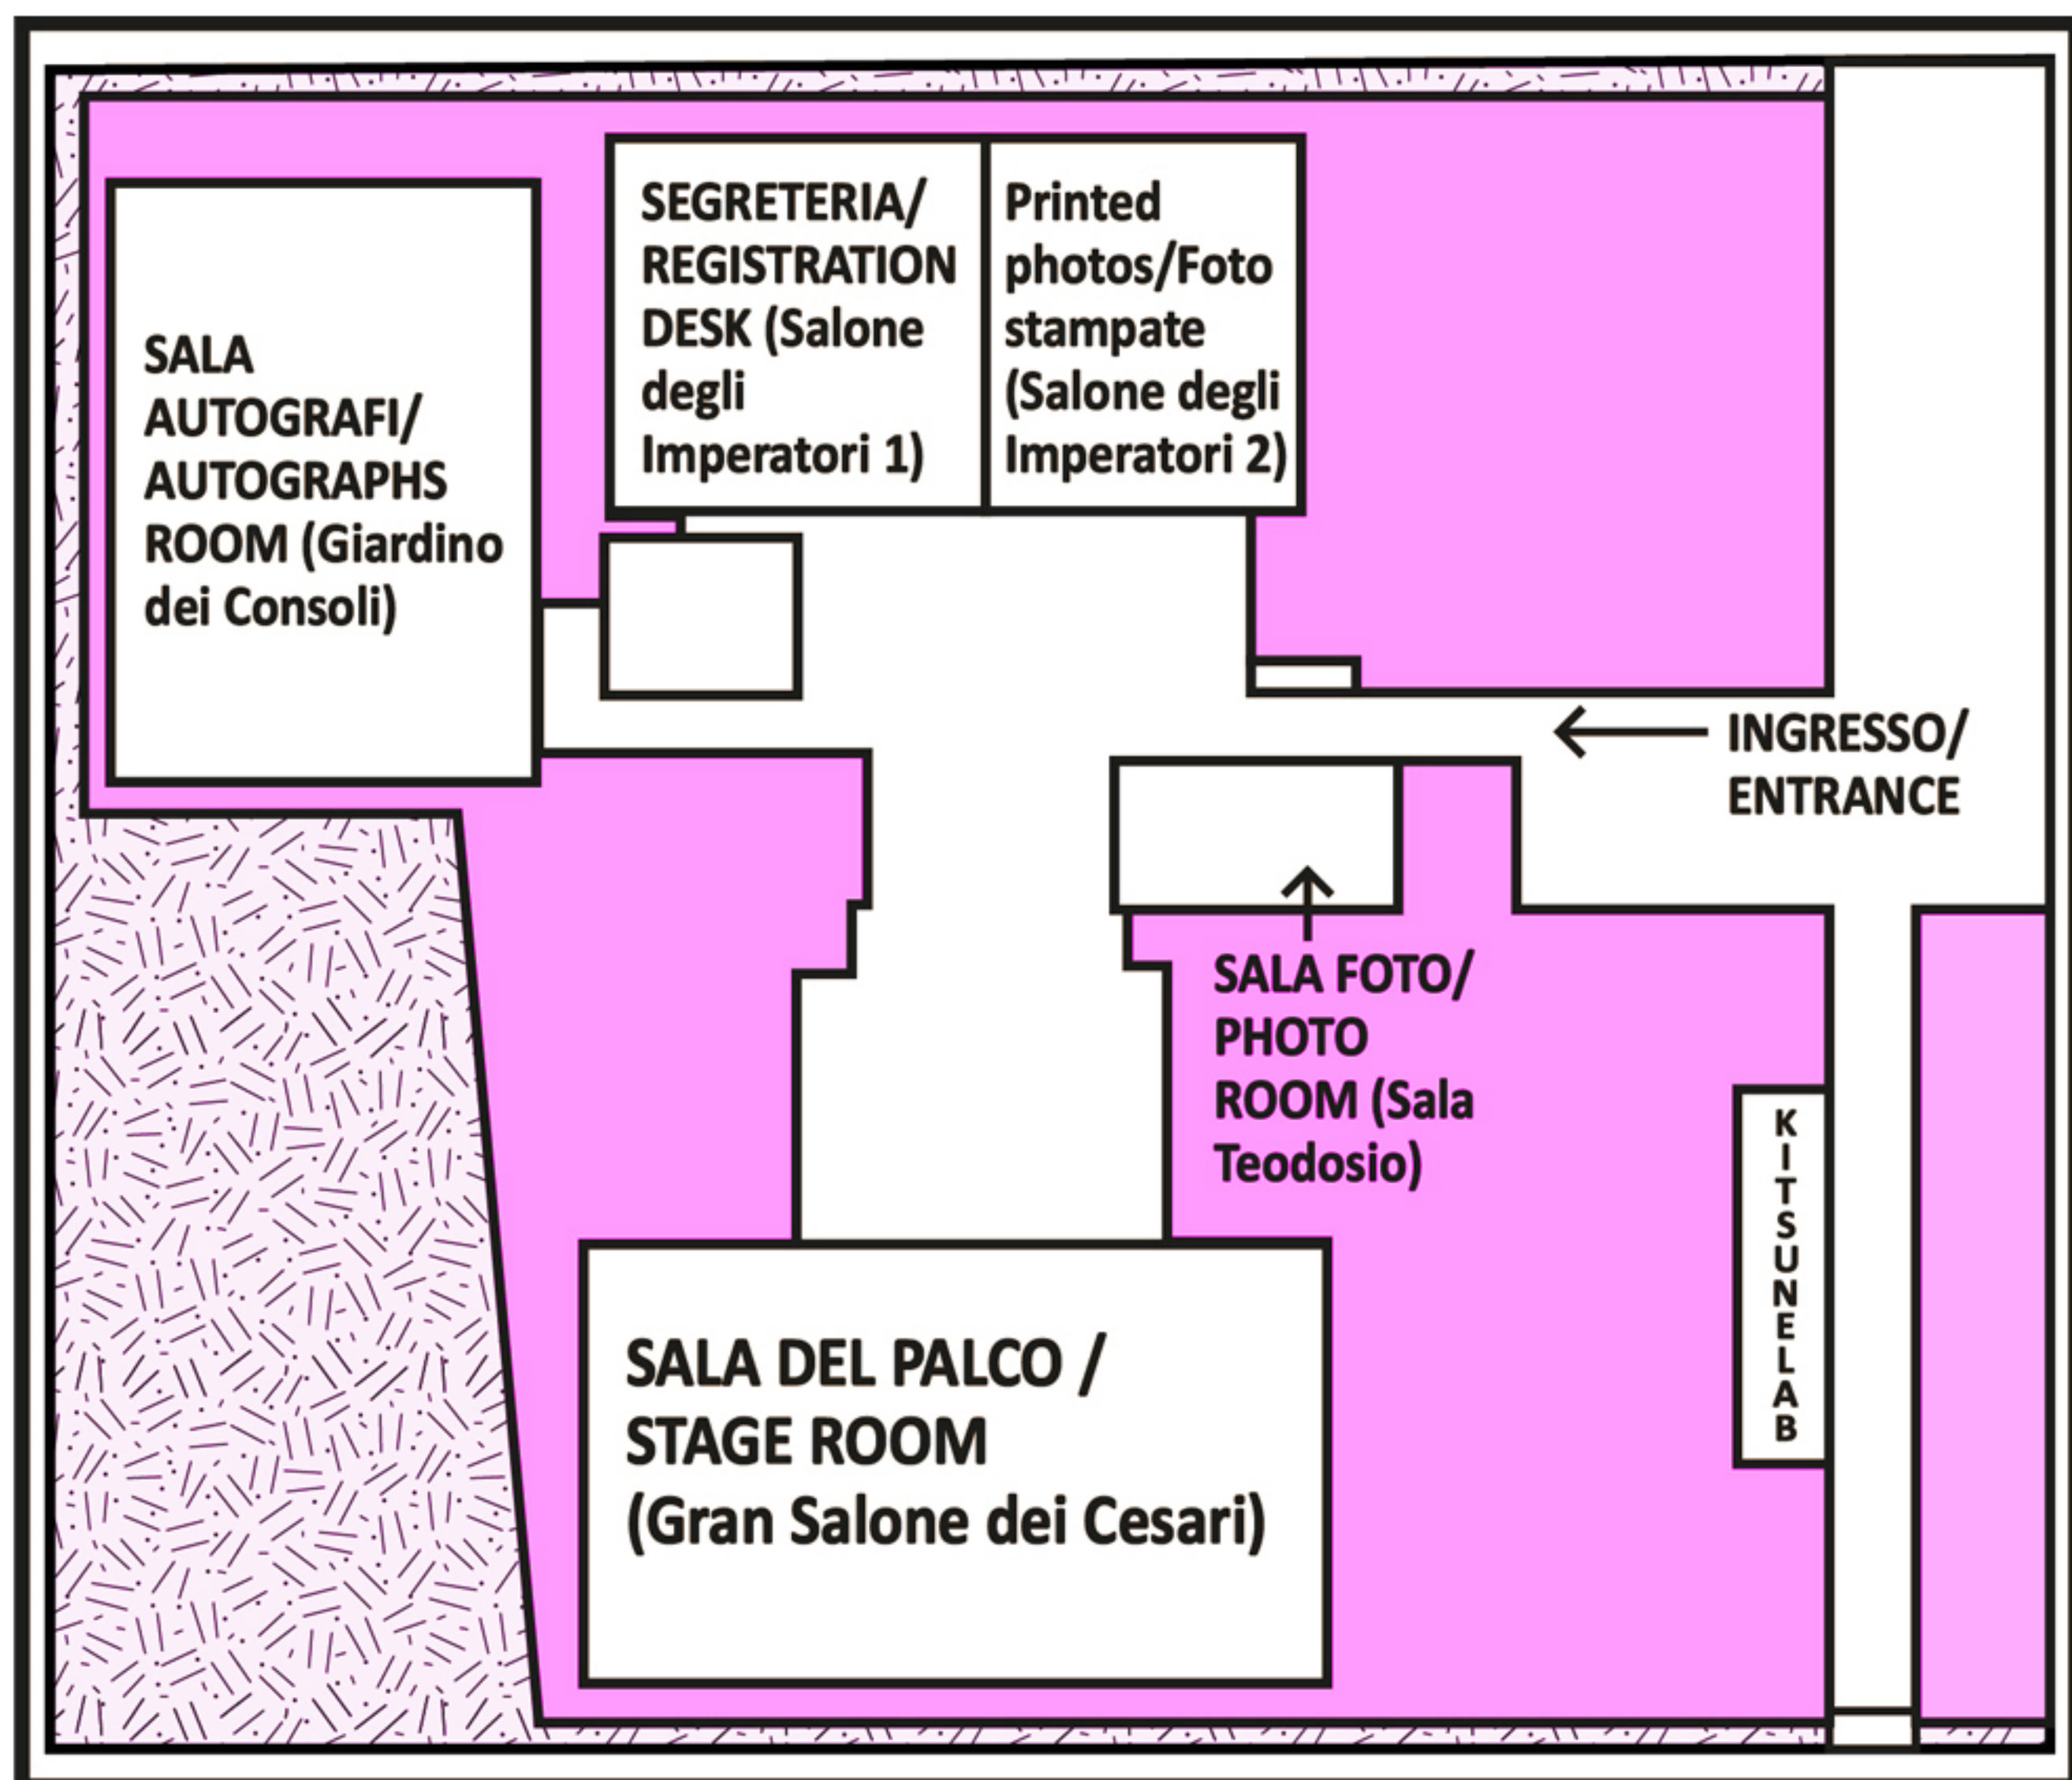 SEGRETERIA/
REGISTRATION
DESK (Salone
degli
Imperatori 1)
Printed
photos/Foto
stampate
(Salone degli
Imperatori 2)
SALA
AUTOGRAFI/
AUTOGRAPHS
ROOM (Giardino
dei Consoli)
INGRESSO/
ENTRANCE
SALA FOTO/
PHOTO
ROOM (Sala
Teodosio)
KITSUNELAB
SALA DEL PALCO /
STAGE ROOM
(Gran Salone dei Cesari)